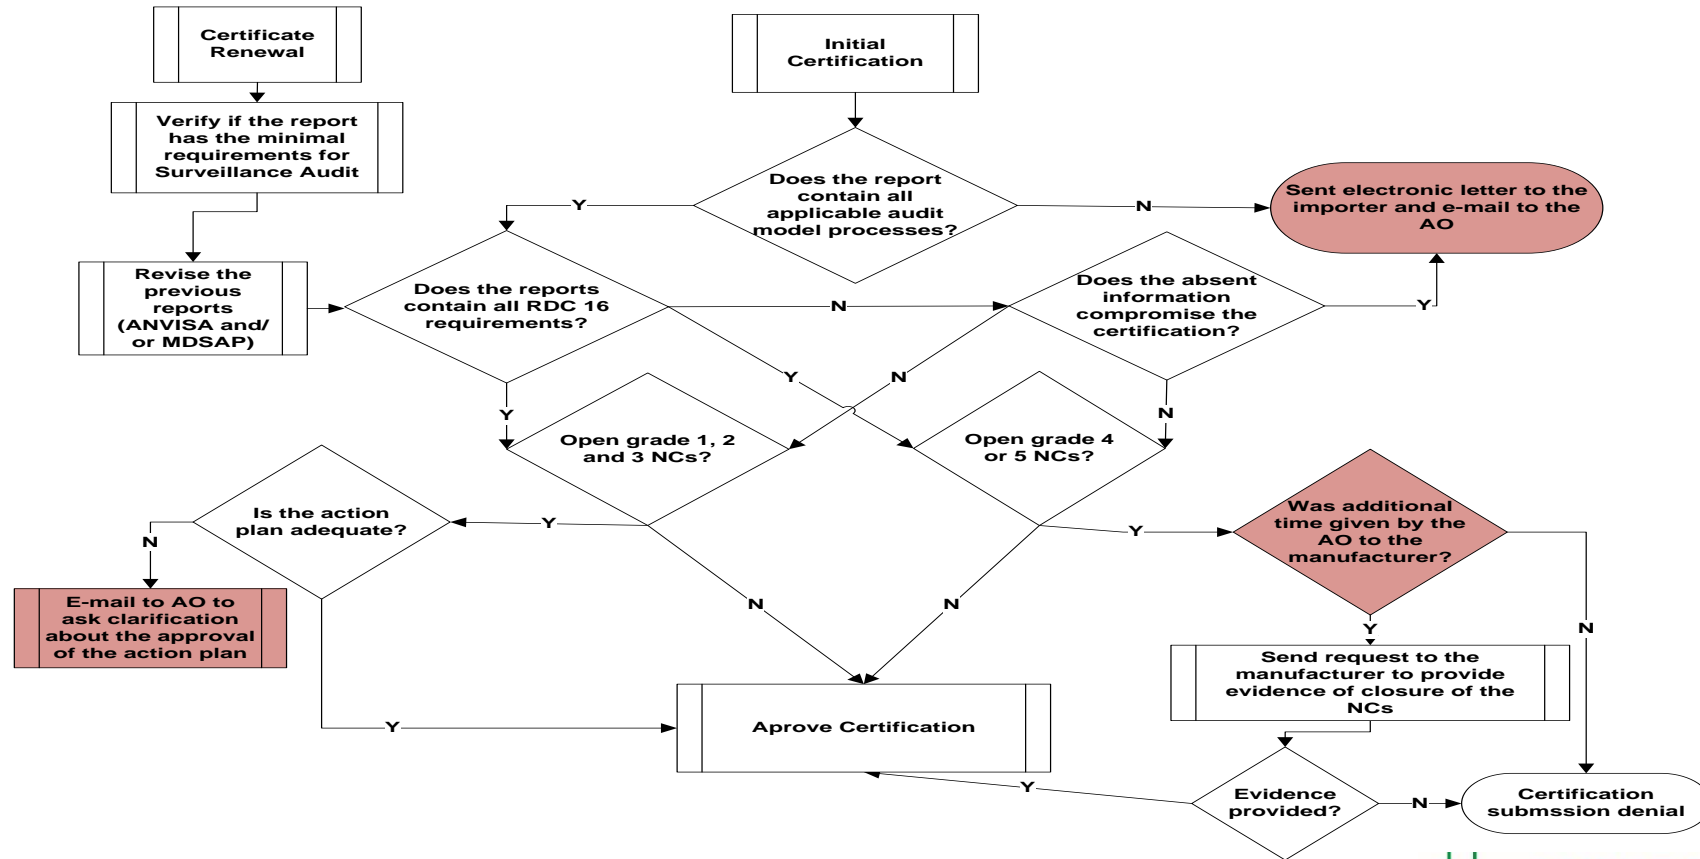 Certificate
Renewal
Initial
Certification
Verify if the report
has the minimal
requirements for
Surveillance Audit
Does the report
contain all
applicable audit
model processes?
Y
N
Sent electronic letter to the
importer and e-mail to the
AO
Revise the
previous
reports
(ANVISA and/
or MDSAP)
Does the reports
contain all RDC 16
requirements?
N
Does the absent
information
compromise the
certification?
Y
Y
N
Y
N
Open grade 1, 2
and 3 NCs?
Open grade 4
or 5 NCs?
Is the action
plan adequate?
Y
Y
Was additional
time given by the
AO to the
manufacturer?
N
E-mail to AO to
ask clarification
about the approval
of the action plan
N
N
Y
N
Send request to the
manufacturer to provide
evidence of closure of the
NCs
Y
Aprove Certification
Y
Evidence
provided?
N
Certification
submssion denial